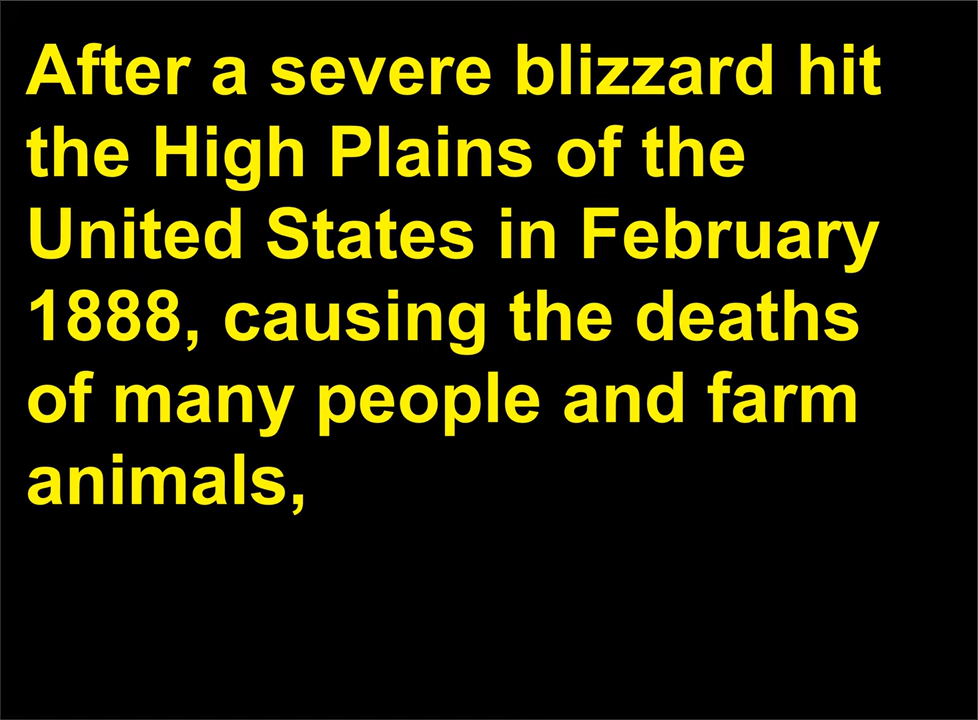 After a severe blizzard hit
the High Plains of the
United States in February
1888, causing the deaths
of many people and farm
animals,